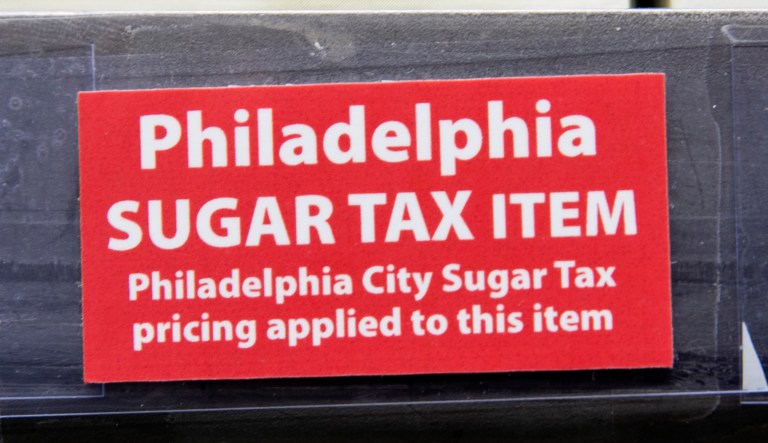 Philadelphia
SUGAR TAX ITEM
Philadelphia City Sugar Tax
pricing applied to this item